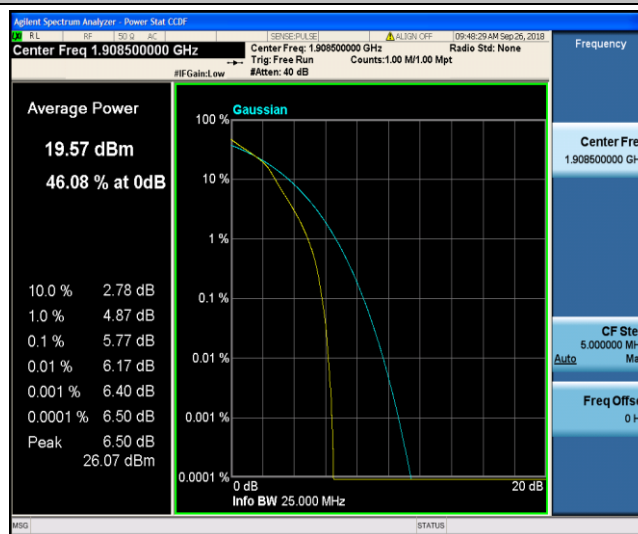 Agilent Spectrum Analyzer - Power Stat CCDF
RL RF 50 Ω AC SENSE:PULSE ALIGN OFF 09:48:29 AM Sep 26, 2018
Center Freq 1.908500000 GHz
Center Freq: 1.908500000 GHz Radio Std: None
Trig: Free Run Counts:1.00 M/1.00 Mpt
#IFGain:Low #Atten: 40 dB
Frequency
Average Power
19.57 dBm
46.08 % at 0dB
10.0 % 2.78 dB
1.0 % 4.87 dB
0.1 % 5.77 dB
0.01 % 6.17 dB
0.001 % 6.40 dB
0.0001 % 6.50 dB
Peak 6.50 dB
26.07 dBm
Gaussian
100 %
10 %
1 %
0.1 %
0.01 %
0.001 %
0.0001 %
0 dB 20 dB
Info BW 25.000 MHz
Center Fre
1.908500000 GH
CF Ste
5.000000 MH
Auto Ma
Freq Offse
0 H
MSG STATUS